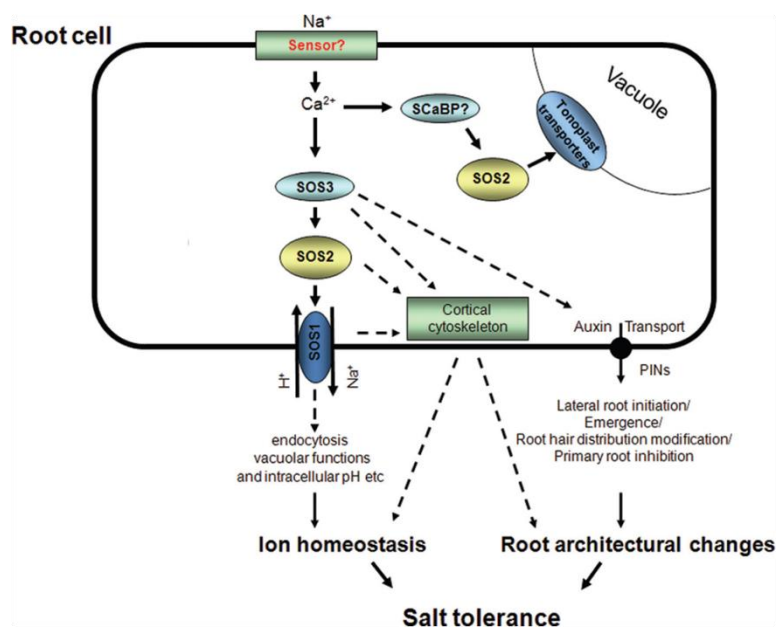 Na⁺
Root cell
Sensor?
Vacuole
Ca²⁺
SCaBP?
Tonoplast
transporters
SOS2
SOS3
SOS2
Cortical
cytoskeleton
Auxin
Transport
SOS1
H⁺
Na⁺
PINs
endocytosis
vacuolar functions
and intracellular pH etc
Lateral root initiation/
Emergence/
Root hair distribution modification/
Primary root inhibition
Ion homeostasis
Root architectural changes
Salt tolerance